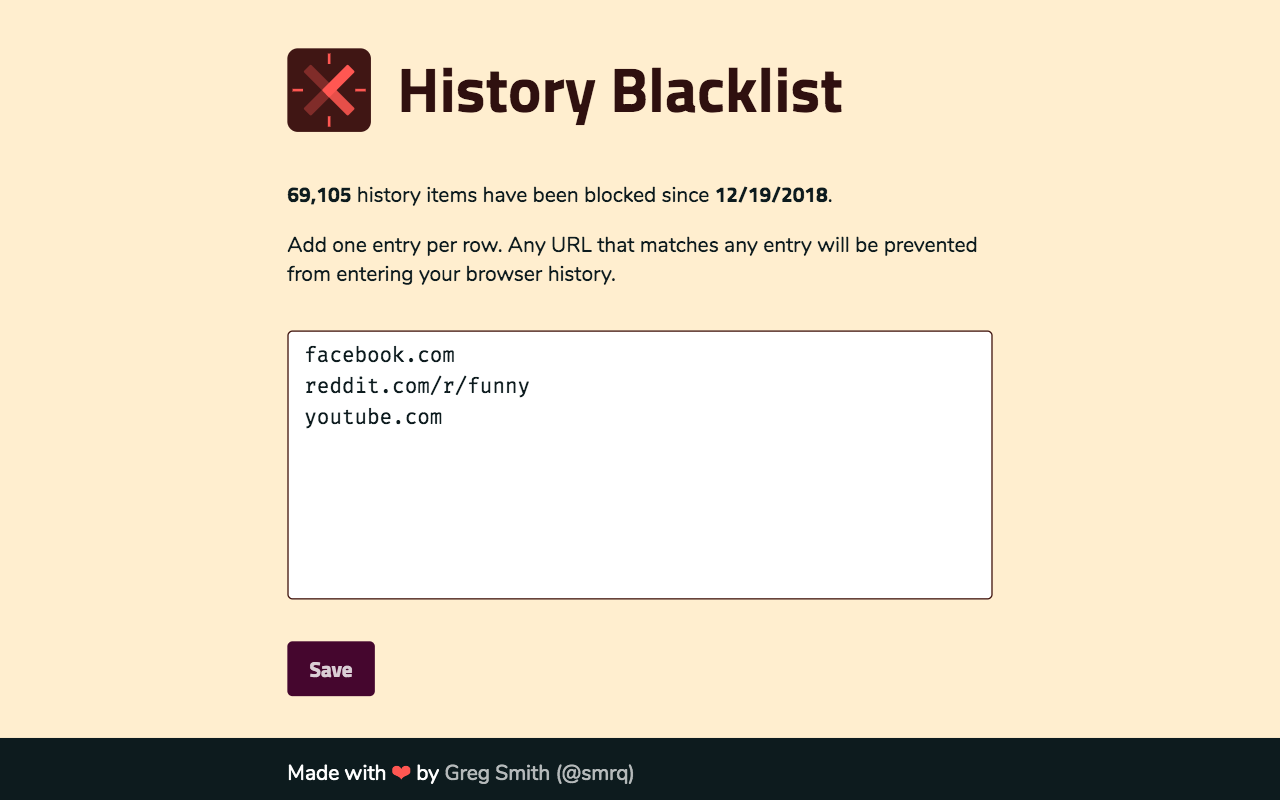 History Blacklist
69,105 history items have been blocked since 12/19/2018.
Add one entry per row. Any URL that matches any entry will be prevented
from entering your browser history.
facebook.com
reddit.com/r/funny
youtube.com
Save
Made with ❤ by Greg Smith (@smrq)